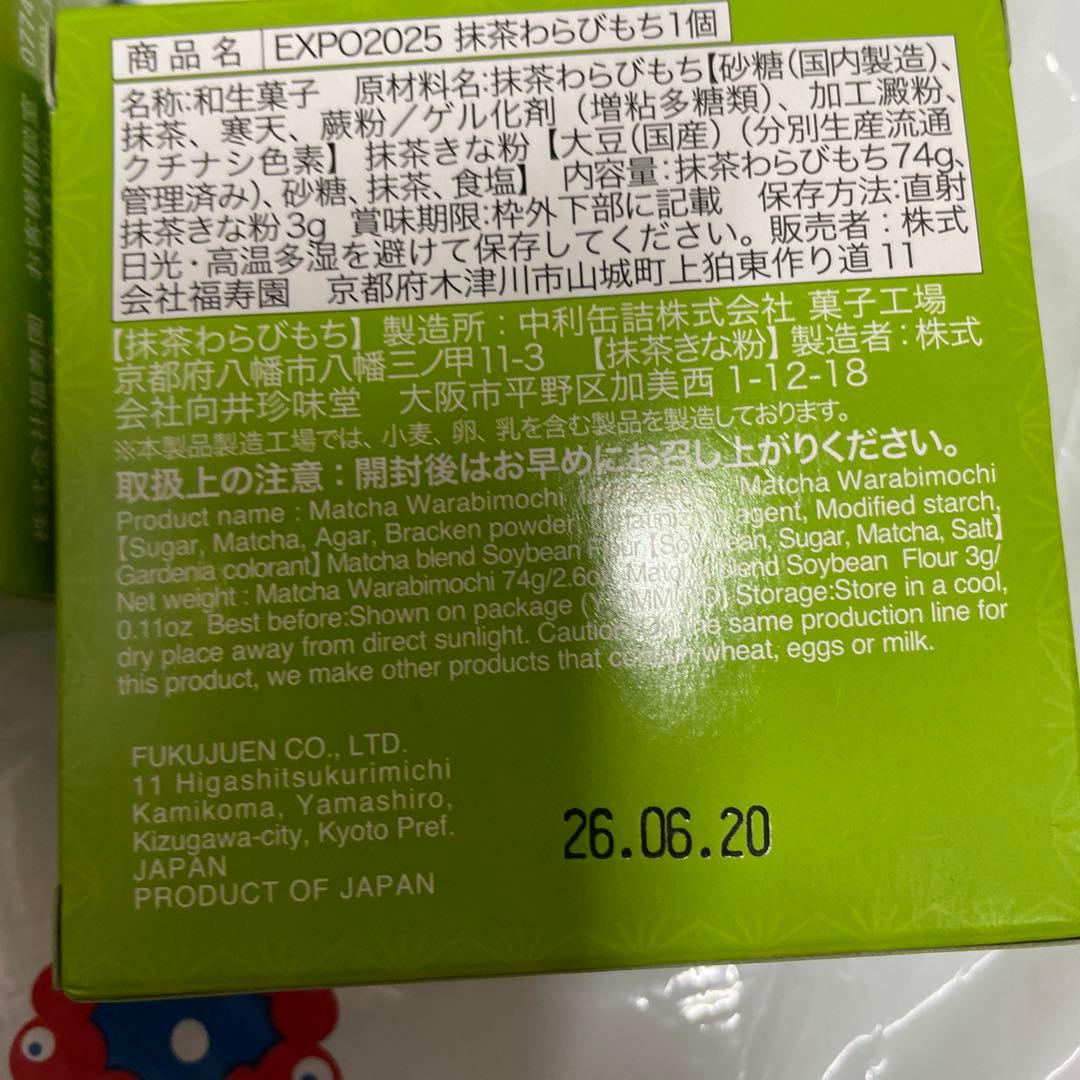 商品名 EXPO2025 抹茶わらびもち1個
名称:和生菓子 原材料名:抹茶わらびもち【砂糖(国内製造)、
抹茶、寒天、蕨粉/ゲル化剤(増粘多糖類)、加工澱粉、
クチナシ色素】 抹茶きな粉【大豆(国産)(分別生産流通
管理済み)、砂糖、抹茶、食塩】 内容量:抹茶わらびもち74g、
抹茶きな粉3g 賞味期限:枠外下部に記載 保存方法:直射
日光・高温多湿を避けて保存してください。販売者:株式
会社福寿園 京都府木津川市山城町上狛東作り道11
【抹茶わらびもち】製造所:中利缶詰株式会社 菓子工場
京都府八幡市八幡三ノ甲11-3 【抹茶きな粉】製造者:株式
会社向井珍味堂 大阪市平野区加美西1-12-18
※本製品製造工場では、小麦、卵、乳を含む製品を製造しております。
取扱上の注意:開封後はお早めにお召し上がりください。
Product name : Matcha Warabimochi Matcha Warabimochi
【Sugar, Matcha, Agar, Bracken powder, agent, Modified starch,
Gardenia colorant】Matcha blend Soybean Flour【Soybean, Sugar, Matcha, Salt】
Net weight : Matcha Warabimochi 74g/2.6oz Matcha blend Soybean Flour 3g/
0.11oz Best before:Shown on package (YY.MM.DD) Storage:Store in a cool,
dry place away from direct sunlight. Caution: the same production line for
this product, we make other products that contain wheat, eggs or milk.
FUKUJUEN CO., LTD.
11 Higashitsukurimichi
Kamikoma, Yamashiro,
Kizugawa-city, Kyoto Pref.
JAPAN
PRODUCT OF JAPAN
26.06.20